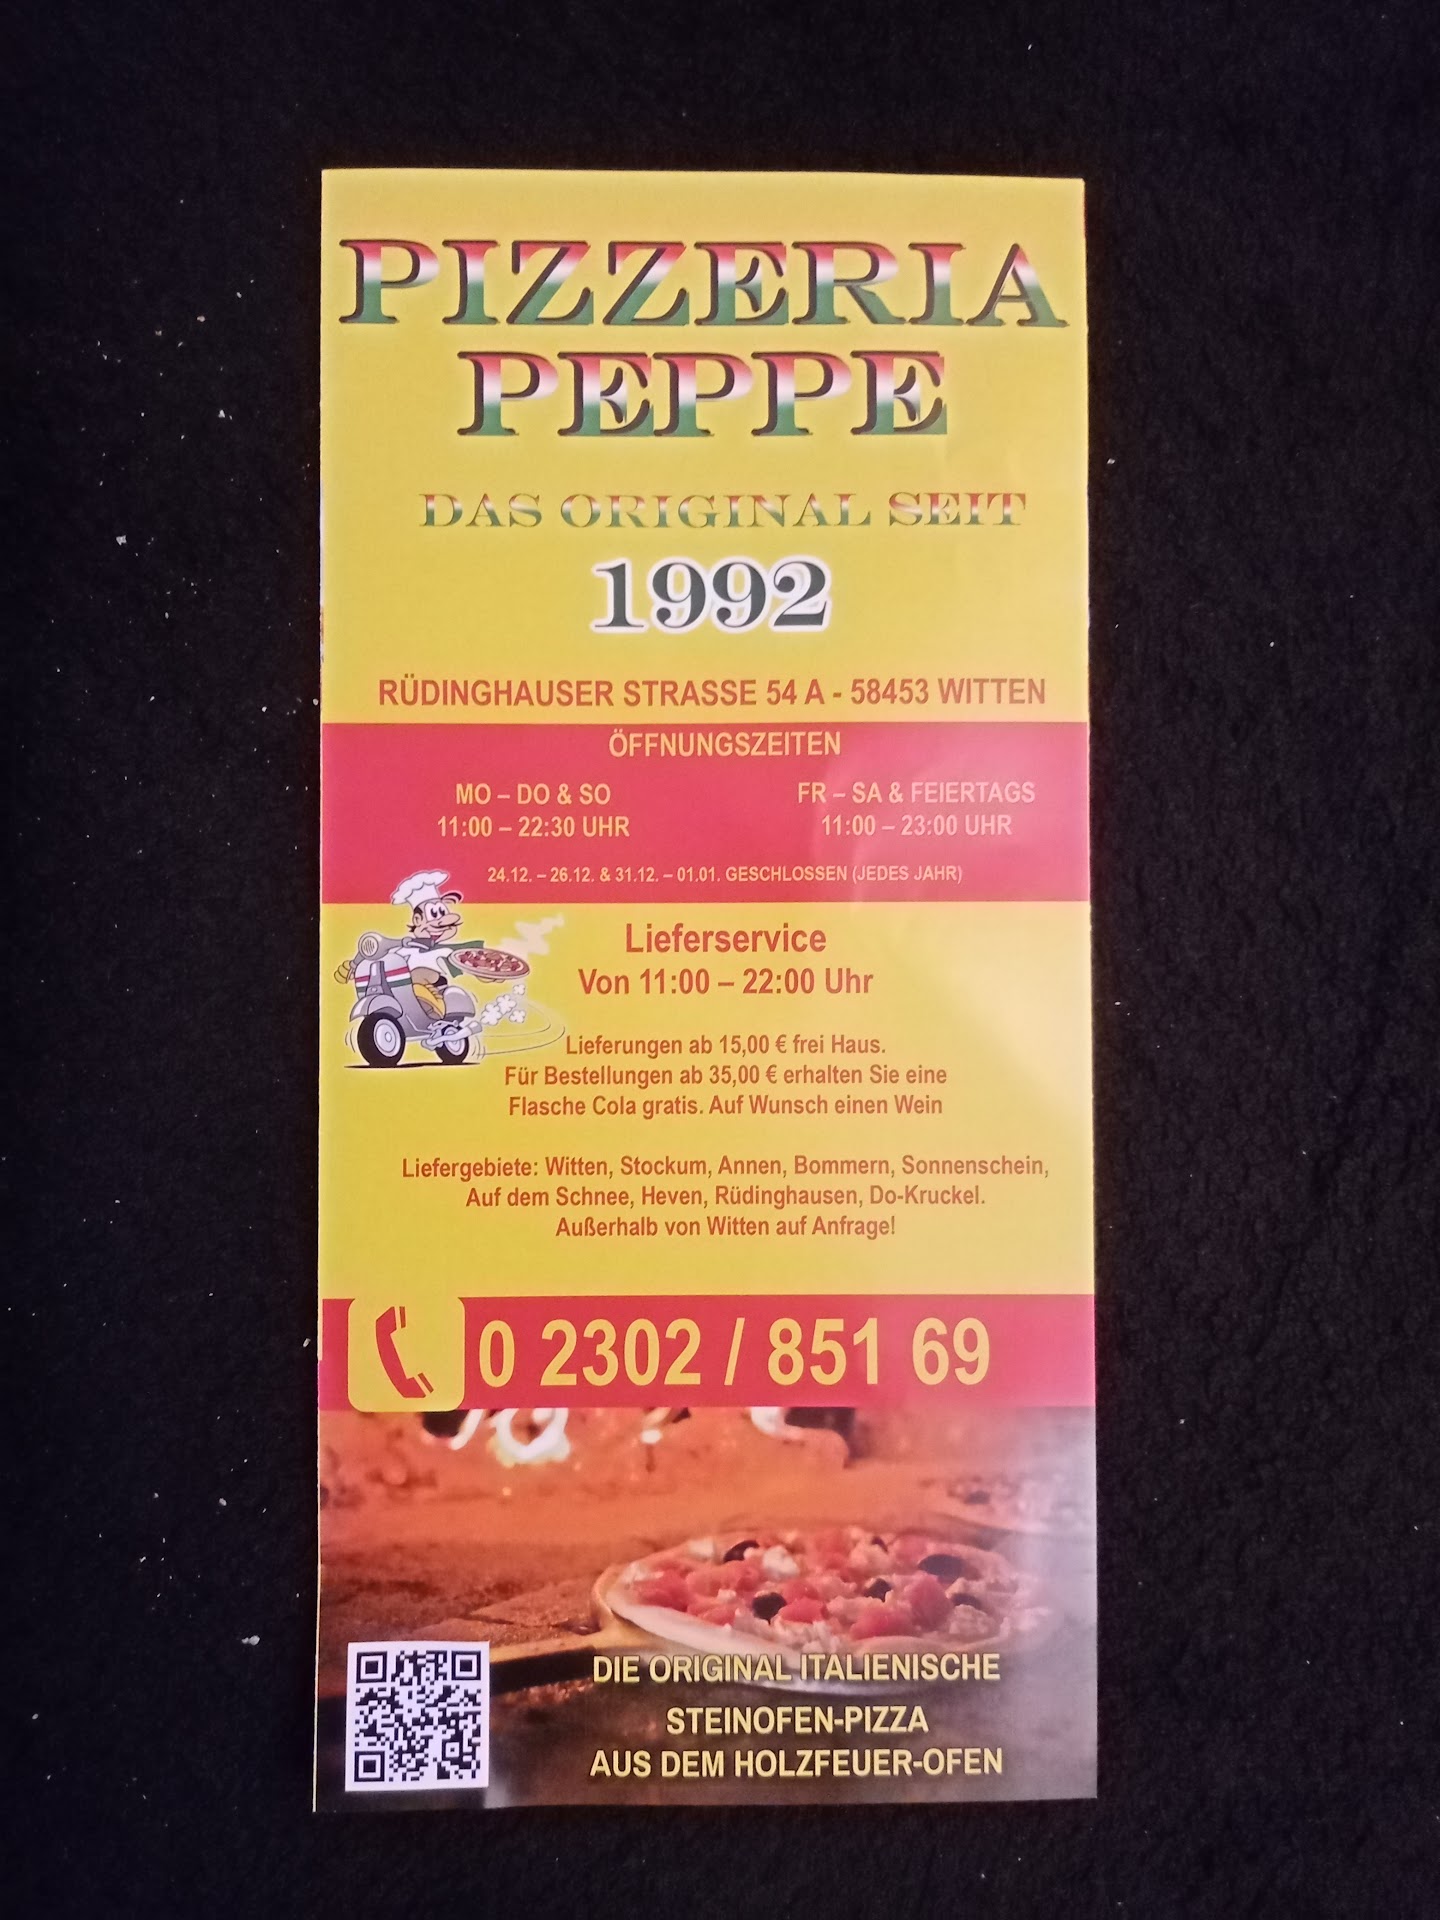 PIZZERIA
PEPPE
DAS ORIGINAL SEIT
1992
RÜDINGHAUSER STRASSE 54 A - 58453 WITTEN
ÖFFNUNGSZEITEN
MO – DO & SO
11:00 – 22:30 UHR
FR – SA & FEIERTAGS
11:00 – 23:00 UHR
24.12. – 26.12. & 31.12. – 01.01. GESCHLOSSEN (JEDES JAHR)
Lieferservice
Von 11:00 – 22:00 Uhr
Lieferungen ab 15,00 € frei Haus.
Für Bestellungen ab 35,00 € erhalten Sie eine
Flasche Cola gratis. Auf Wunsch einen Wein
Liefergebiete: Witten, Stockum, Annen, Bommern, Sonnenschein,
Auf dem Schnee, Heven, Rüdinghausen, Do-Kruckel.
Außerhalb von Witten auf Anfrage!
0 2302 / 851 69
DIE ORIGINAL ITALIENISCHE
STEINOFEN-PIZZA
AUS DEM HOLZFEUER-OFEN